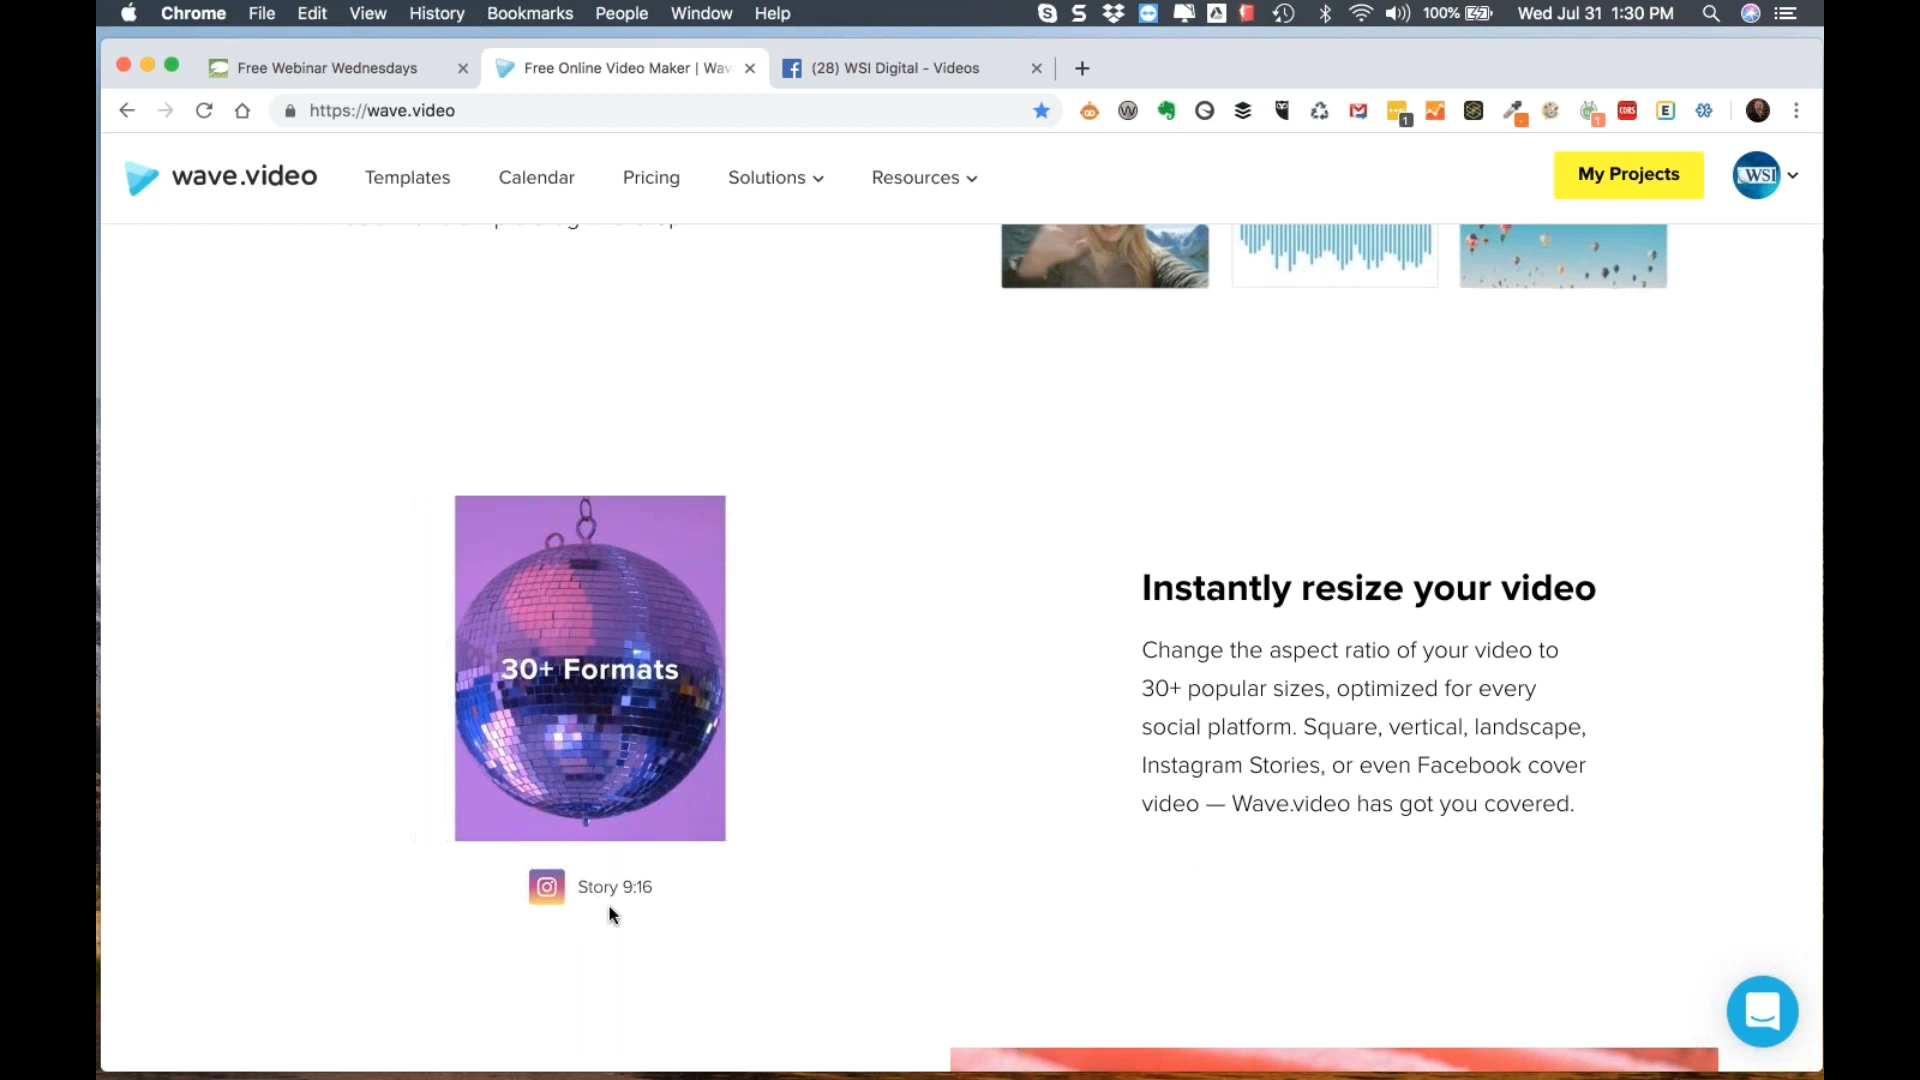 Chrome File Edit View History Bookmarks People Window Help 100% Wed Jul 31 1:30 PM
Free Webinar Wednesdays Free Online Video Maker | Wav (28) WSI Digital - Videos
https://wave.video
wave.video Templates Calendar Pricing Solutions Resources My Projects WSI
30+ Formats
Story 9:16
Instantly resize your video
Change the aspect ratio of your video to
30+ popular sizes, optimized for every
social platform. Square, vertical, landscape,
Instagram Stories, or even Facebook cover
video — Wave.video has got you covered.